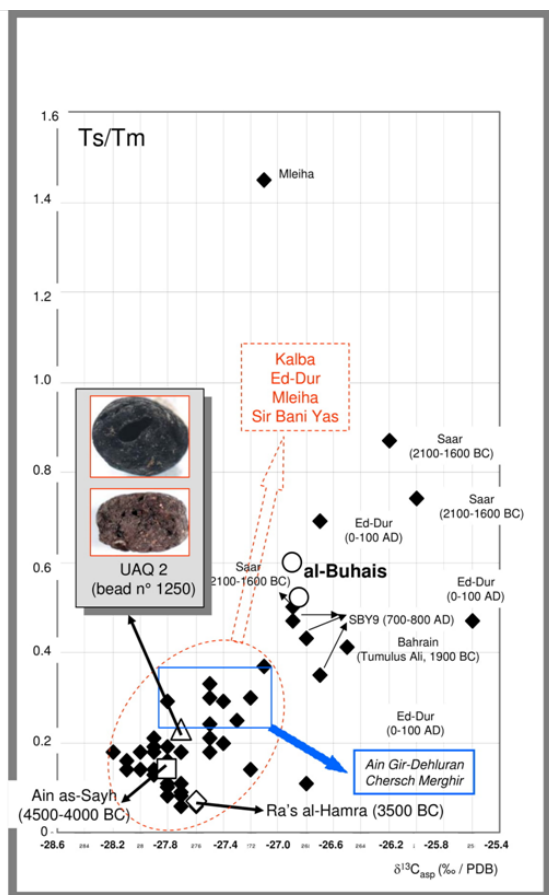 1.6
Ts/Tm
Mleiha
1.4
1.2
Kalba
Ed-Dur
Mleiha
Sir Bani Yas
1.0
Saar
(2100-1600 BC)
0.8
Saar
(2100-1600 BC)
Ed-Dur
(0-100 AD)
UAQ 2
(bead n° 1250)
0.6
al-Buhais
Saar
2100-1600 BC)
Ed-Dur
(0-100 AD)
SBY9 (700-800 AD)
Bahrain
(Tumulus Ali, 1900 BC)
0.4
Ed-Dur
(0-100 AD)
0.2
Ain Gir-Dehluran
Chersch Merghir
Ain as-Sayh
(4500-4000 BC)
Ra's al-Hamra (3500 BC)
0
-28.6 -28.2 -27.8 -27.4 -27.0 -26.6 -26.2 -25.8 -25.4
δ13Casp (‰ / PDB)